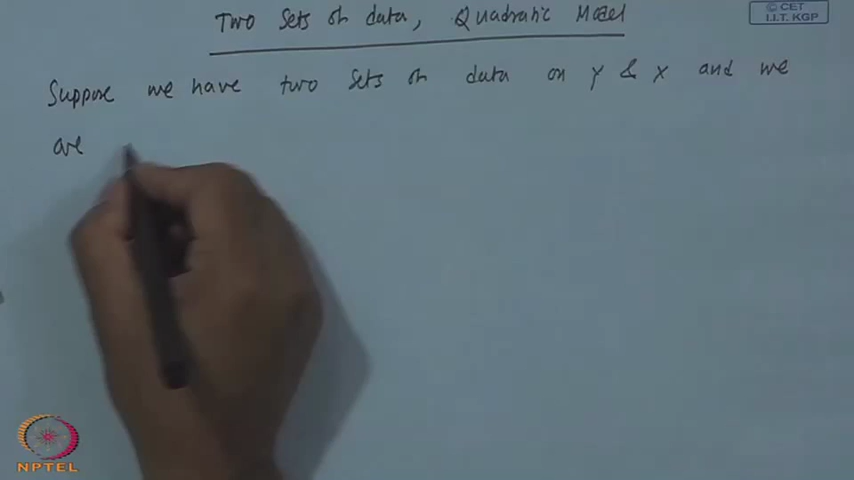 Two Sets of data, Quadratic Model
© CET
I.I.T. KGP
Suppose we have two sets of data on Y & X and we
are
NPTEL